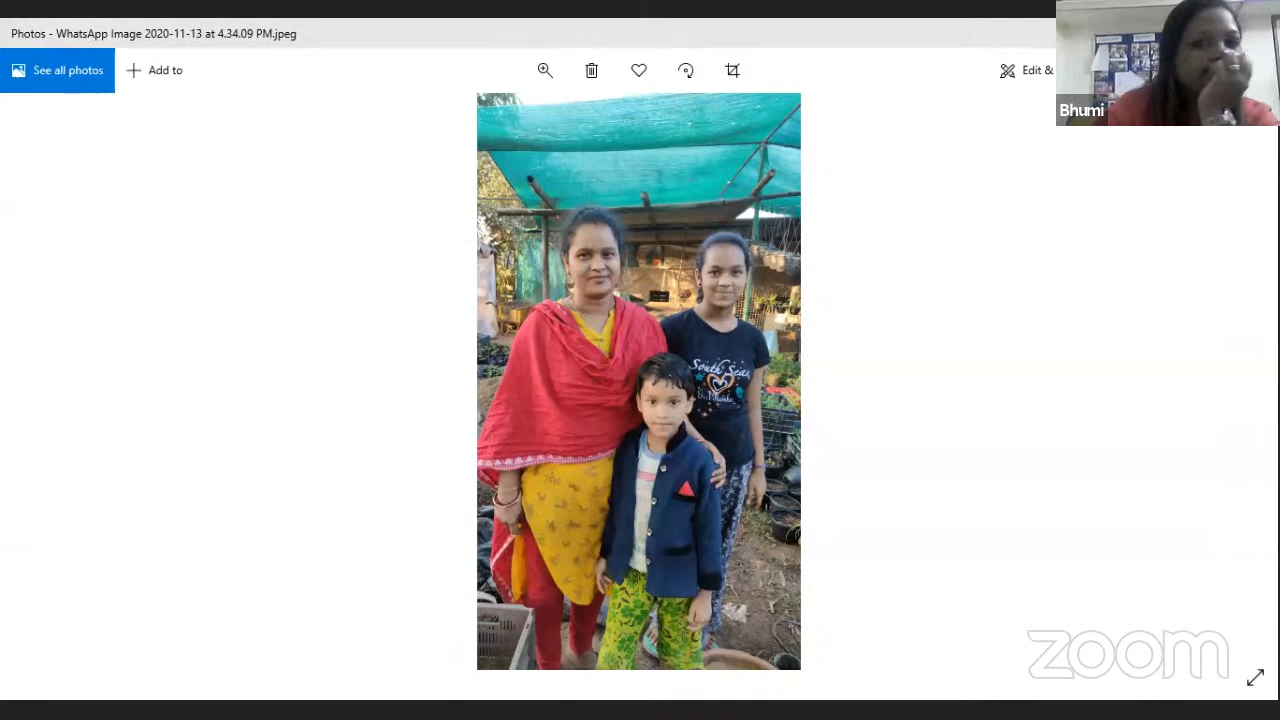 Photos - WhatsApp Image 2020-11-13 at 4.34.09 PM.jpeg
See all photos
Add to
Edit &
Bhumi
South Seas
zoom